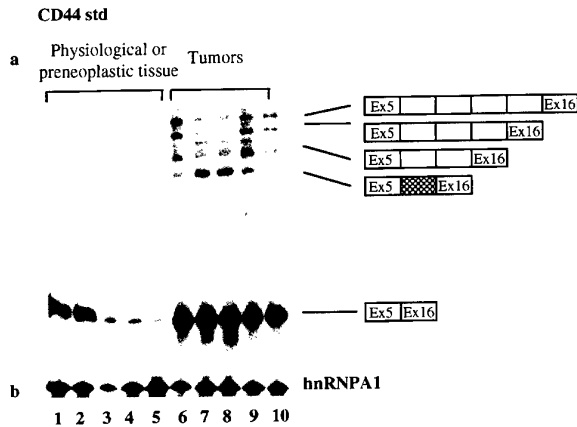 CD44 std
Physiological or
preneoplastic tissue
Tumors
a
Ex5 Ex16
Ex5 Ex16
Ex5 Ex16
Ex5 Ex16
Ex5 Ex16
b
hnRNPA1
1 2 3 4 5 6 7 8 9 10